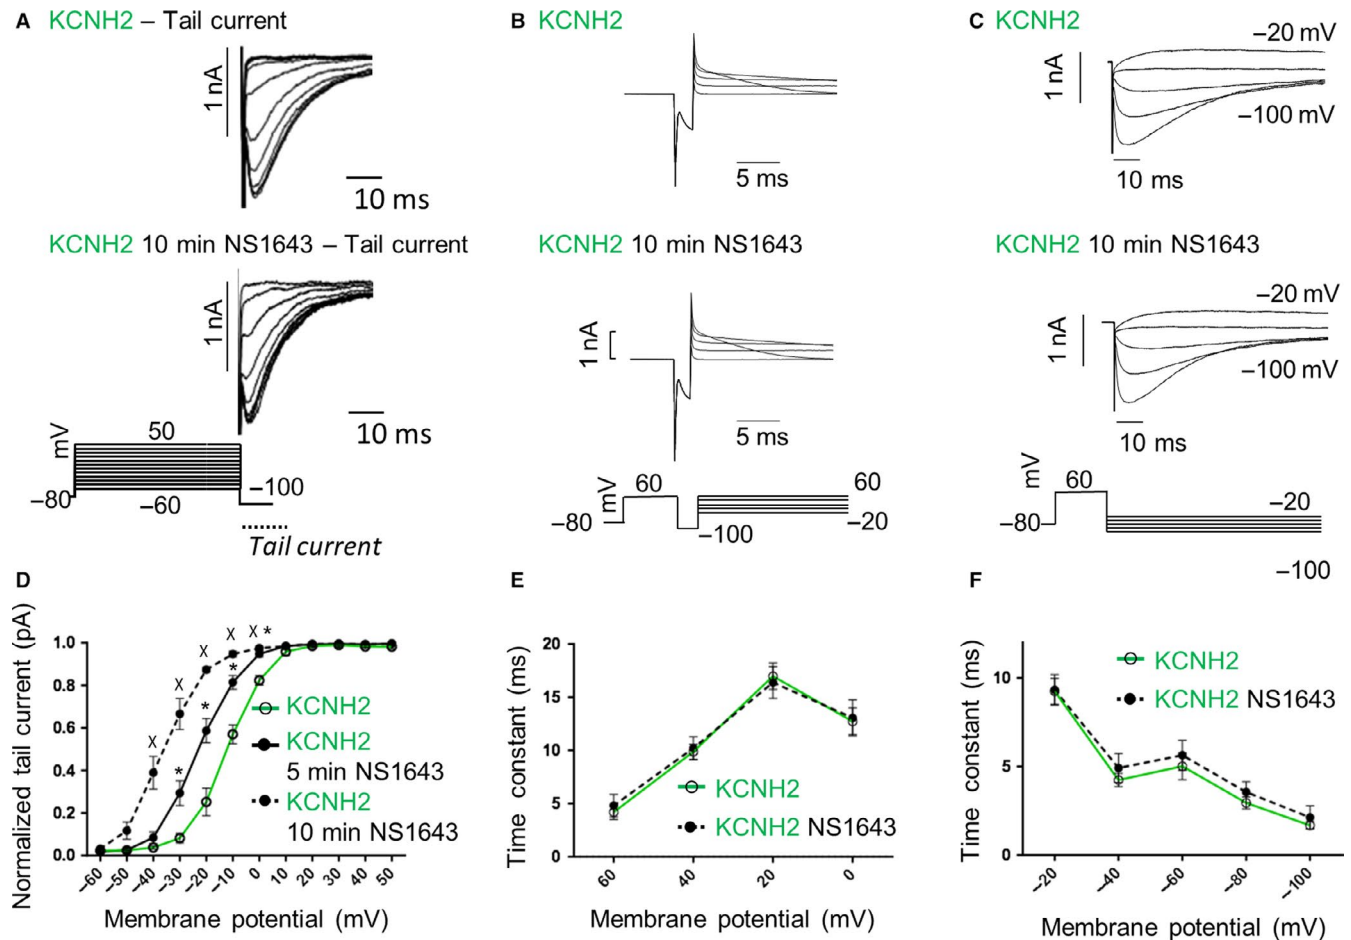 A KCNH2 – Tail current
1 nA
10 ms
KCNH2 10 min NS1643 – Tail current
1 nA
10 ms
mV
50
–80
–60
–100
Tail current
B KCNH2
5 ms
KCNH2 10 min NS1643
1 nA
5 ms
mV
60
60
–80
–20
–100
C KCNH2
–20 mV
1 nA
–100 mV
10 ms
KCNH2 10 min NS1643
–20 mV
1 nA
–100 mV
10 ms
mV
60
–20
–80
–100
D
Normalized tail current (pA)
1.0
0.8
0.6
0.4
0.2
0.0
X X X X X *
* * *
KCNH2
KCNH2
5 min NS1643
KCNH2
10 min NS1643
–60 –50 –40 –30 –20 –10 0 10 20 30 40 50
Membrane potential (mV)
E
Time constant (ms)
20
15
10
5
0
KCNH2
KCNH2 NS1643
60 40 20 0
Membrane potential (mV)
F
Time constant (ms)
10
5
0
KCNH2
KCNH2 NS1643
–20 –40 –60 –80 –100
Membrane potential (mV)